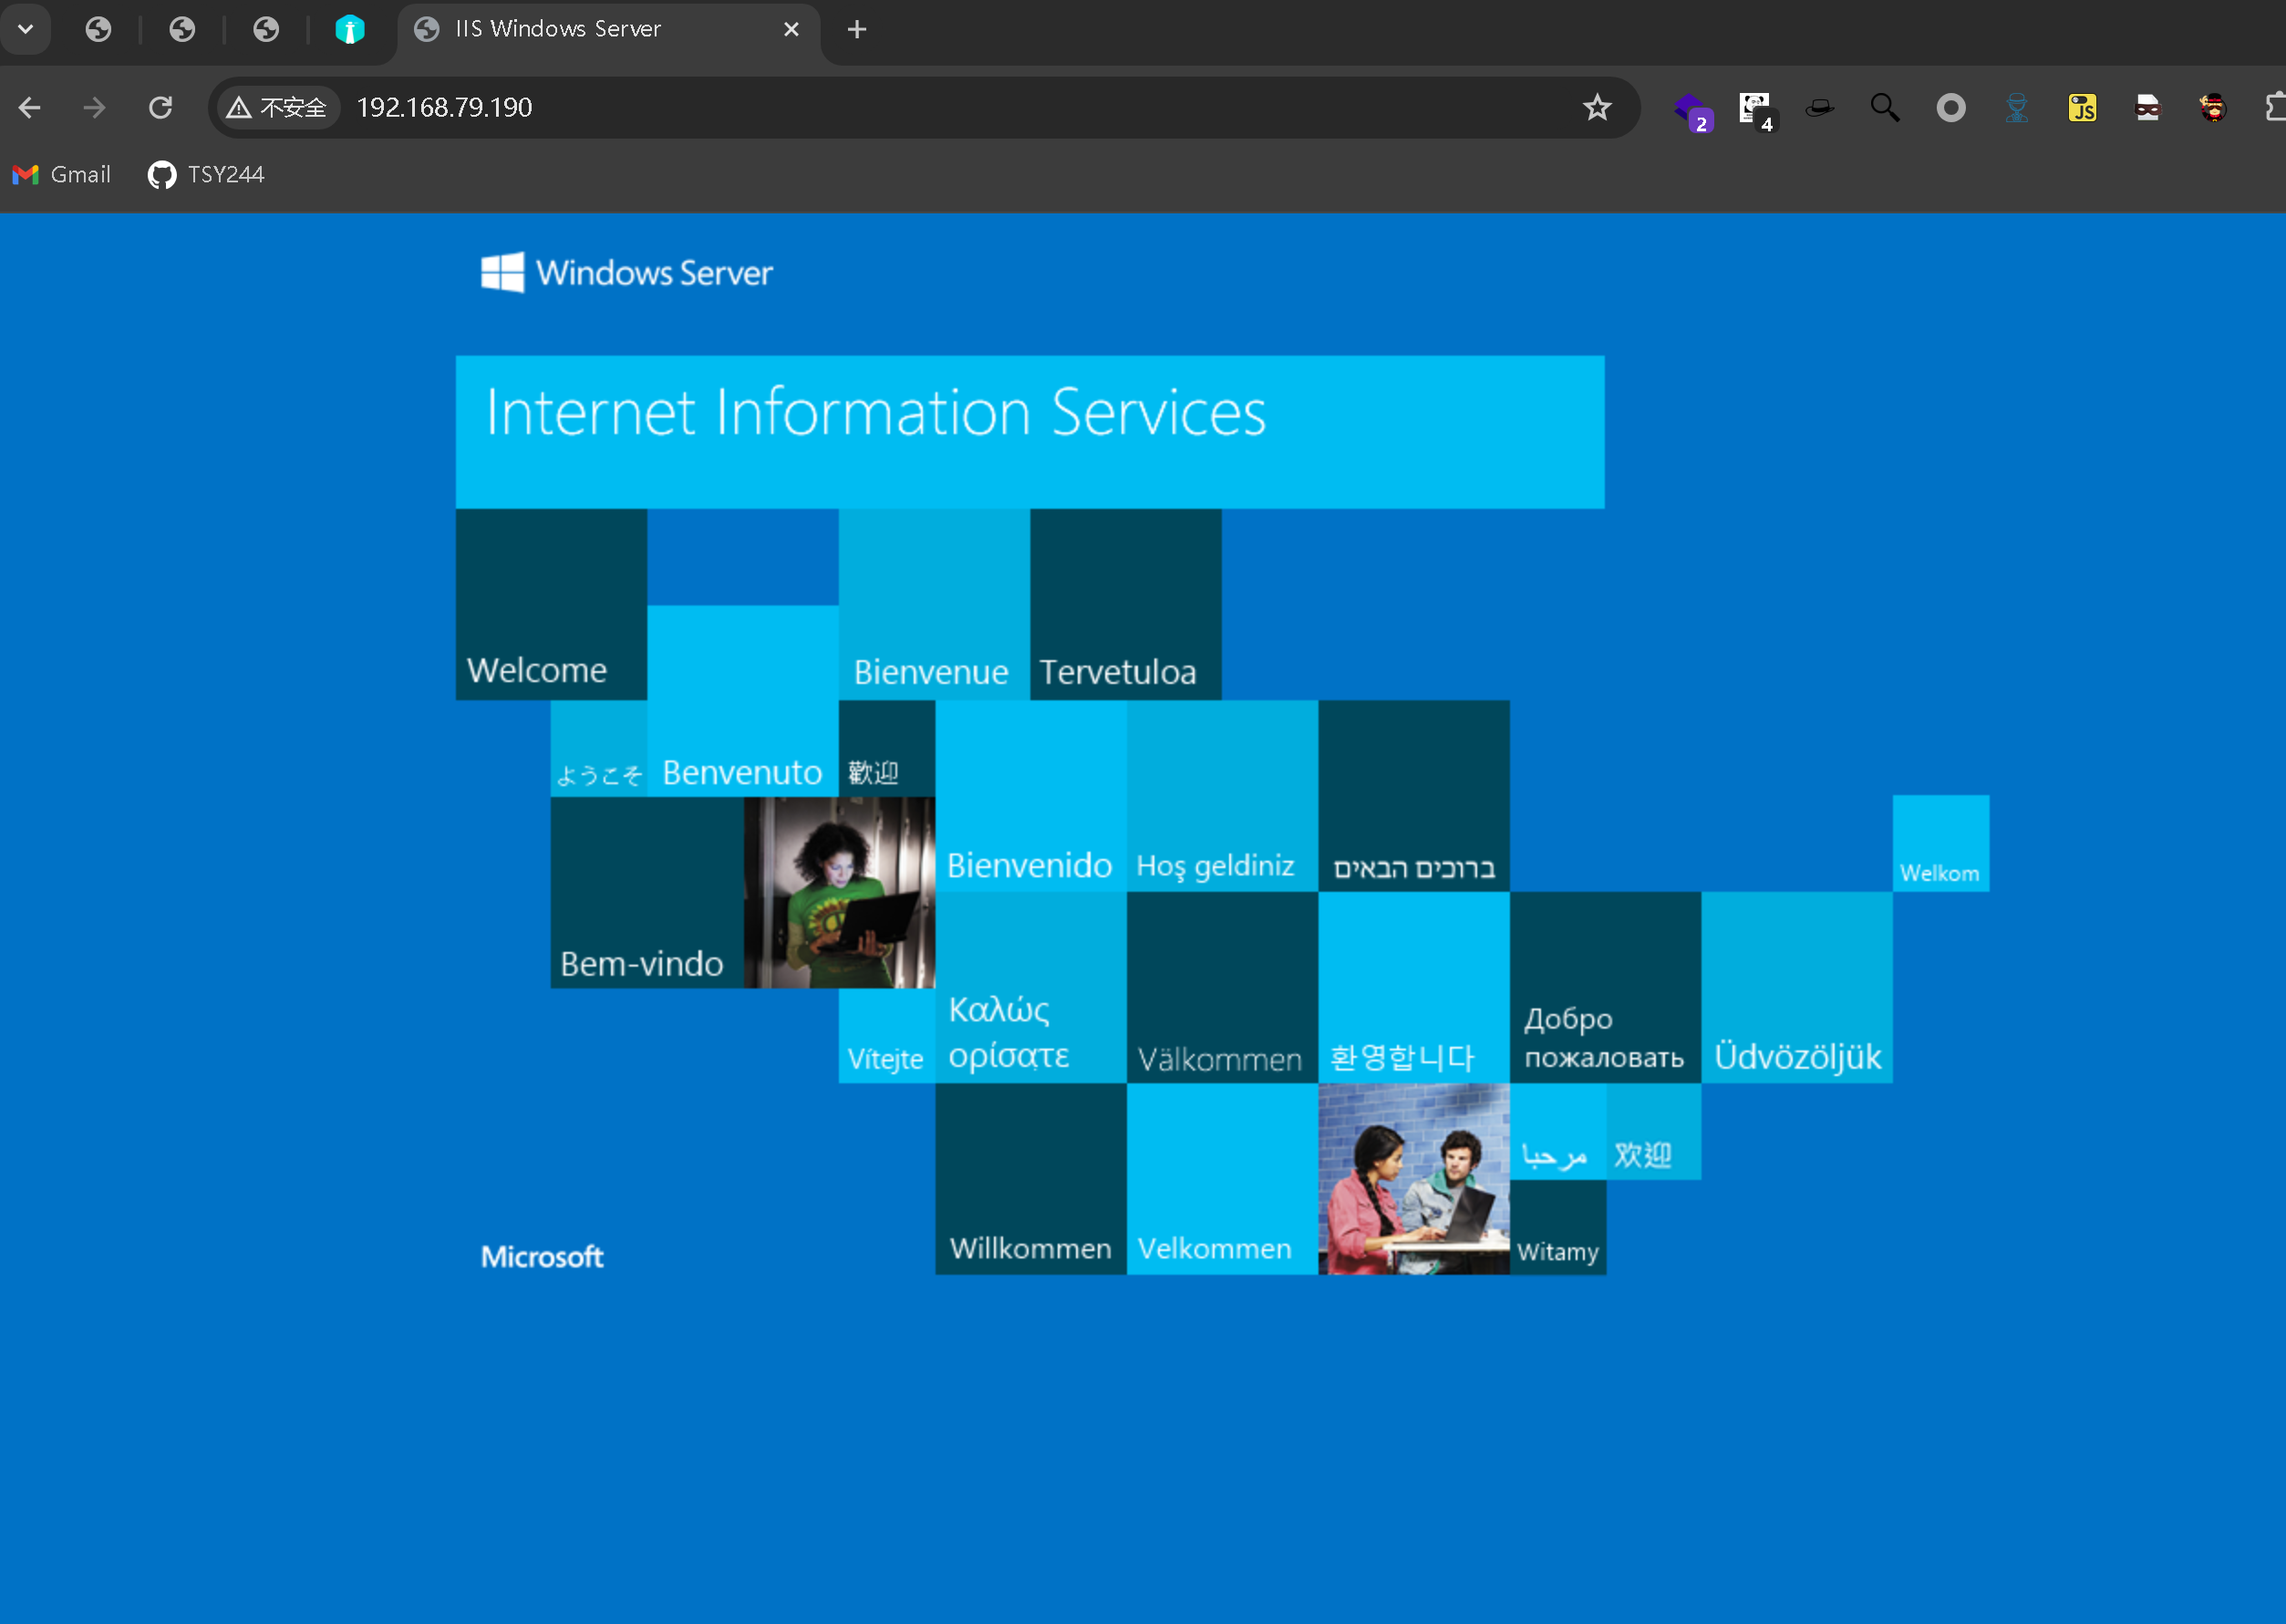 IIS Windows Server
不安全 192.168.79.190
2
4
JS
Gmail TSY244
Windows Server
Internet Information Services
Welcome
Bienvenue
Tervetuloa
ようこそ
Benvenuto
歡迎
Bienvenido
Hoş geldiniz
ברוכים הבאים
Welkom
Bem-vindo
Vítejte
Καλώς
ορίσατε
Välkommen
환영합니다
Добро
пожаловать
Üdvözöljük
مرحبا
欢迎
Microsoft
Willkommen
Velkommen
Witamy